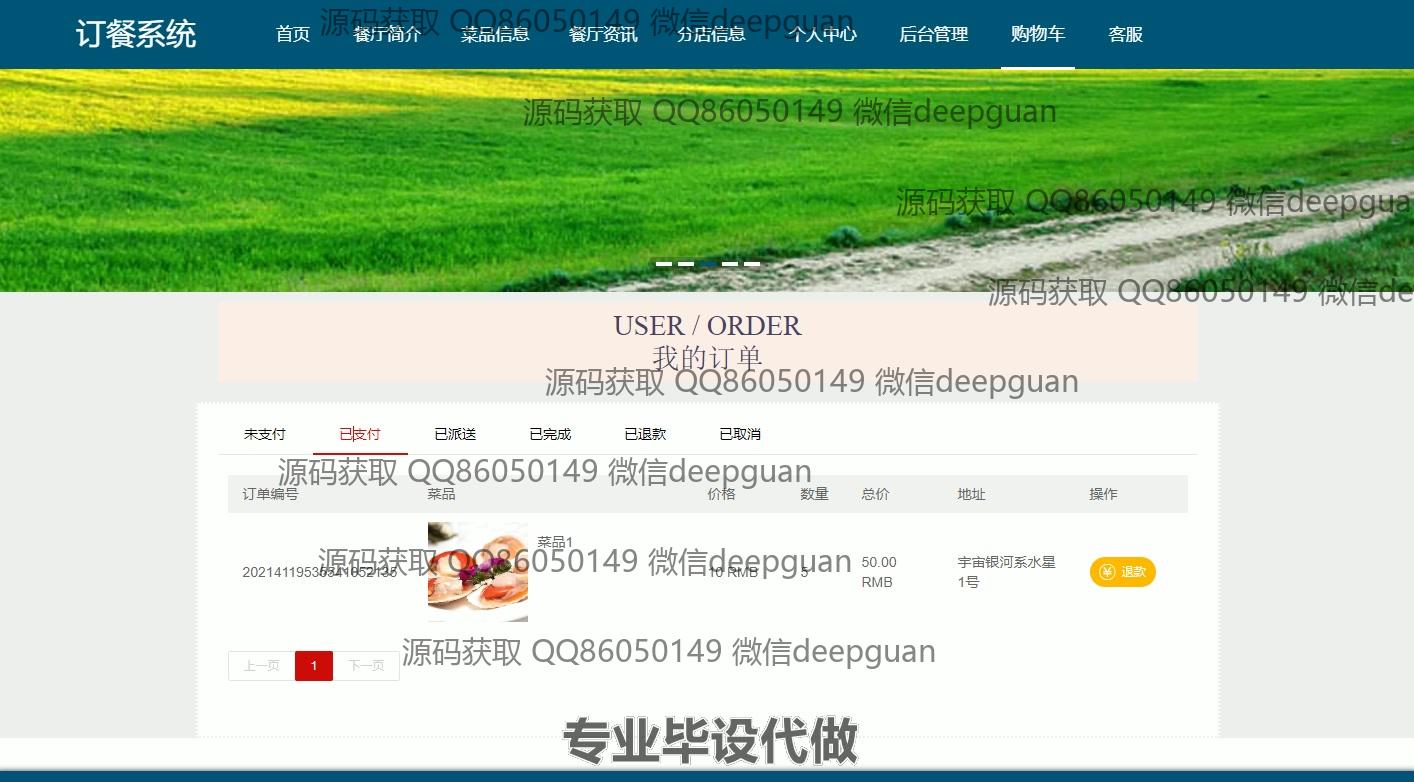 订餐系统 首页 餐厅简介 菜品信息 餐厅资讯 分店信息 个人中心 后台管理 购物车 客服
源码获取 QQ86050149 微信deepguan
源码获取 QQ86050149 微信deepguan
源码获取 QQ86050149 微信deepgua
源码获取 QQ86050149 微信de
USER / ORDER
我的订单
源码获取 QQ86050149 微信deepguan
未支付 已支付 已派送 已完成 已退款 已取消
源码获取 QQ86050149 微信deepguan
订单编号 菜品 价格 数量 总价 地址 操作
菜品1
源码获取 QQ86050149 微信deepguan
10 RMB 5 50.00
RMB
宇宙银河系水星
1号
退款
源码获取 QQ86050149 微信deepguan
上一页 1 下一页
专业毕设代做